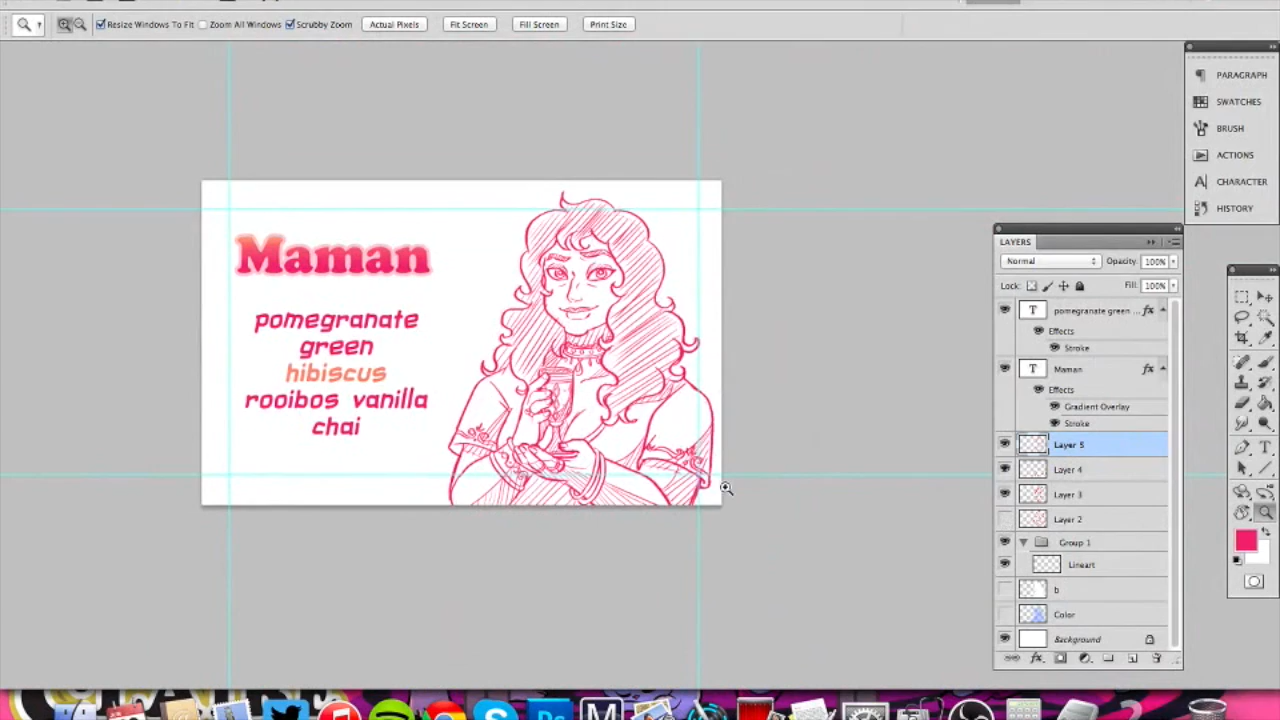 Resize Windows To Fit Zoom All Windows Scrubby Zoom Actual Pixels Fit Screen Fill Screen Print Size
PARAGRAPH
SWATCHES
BRUSH
ACTIONS
CHARACTER
HISTORY
Maman
pomegranate
green
hibiscus
rooibos vanilla
chai
LAYERS
Normal Opacity: 100%
Lock: Fill: 100%
T pomegranate green ... fx
Effects
Stroke
T Maman fx
Effects
Gradient Overlay
Stroke
Layer 5
Layer 4
Layer 3
Layer 2
Group 1
Lineart
b
Color
Background
Ps